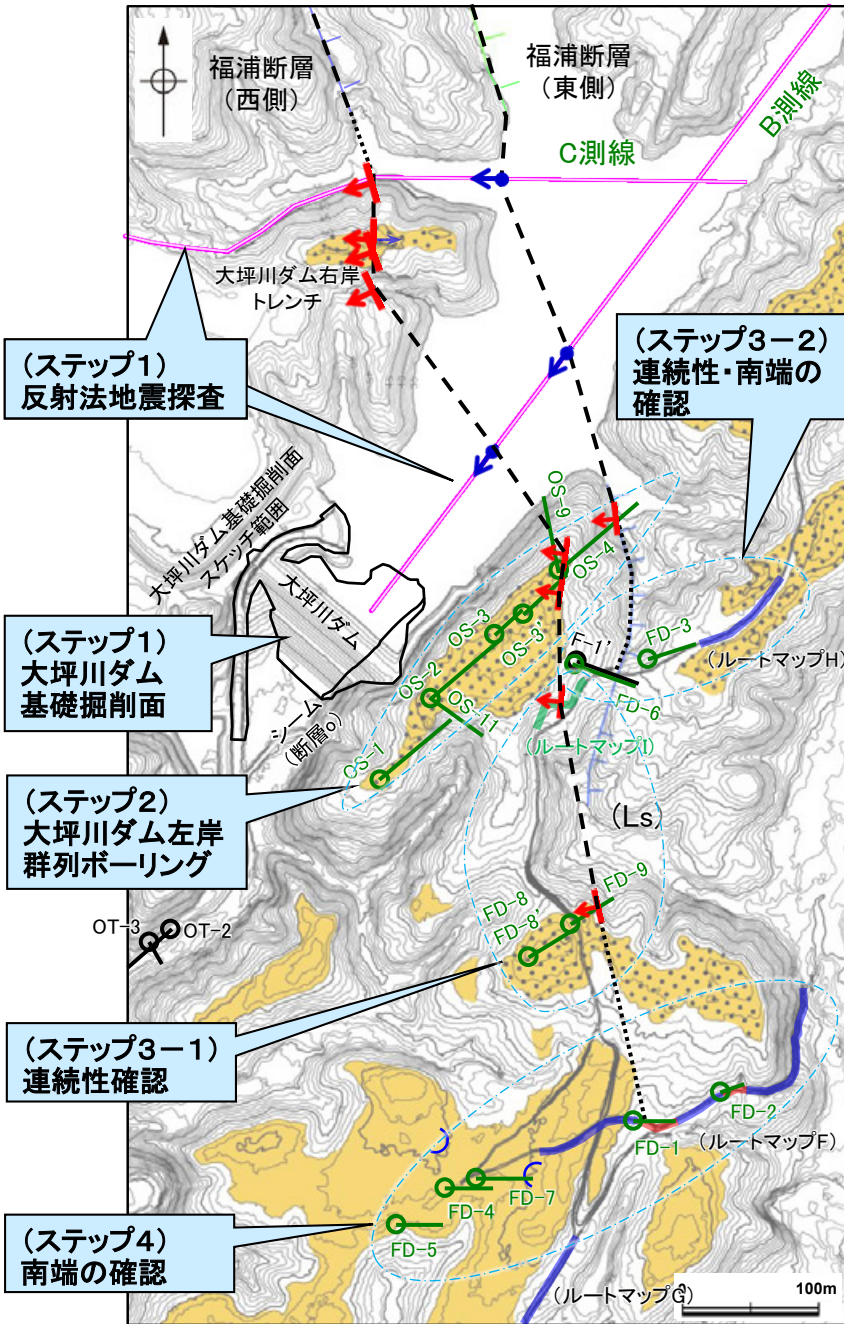 福浦断層
(西側)
福浦断層
(東側)
B測線
C測線
大坪川ダム右岸
トレンチ
(ステップ1)
反射法地震探査
(ステップ3-2)
連続性・南端の
確認
大坪川ダム基礎掘削面
スケッチ範囲
大坪川ダム
OS-9
OS-4
OS-3
OS-3'
F-1'
FD-3
(ルートマップH)
FD-6
OS-2
OS-11
(ルートマップI)
(ステップ1)
大坪川ダム
基礎掘削面
シーム
(断層o)
OS-1
(ステップ2)
大坪川ダム左岸
群列ボーリング
(Ls)
FD-9
FD-8
FD-8'
OT-3
OT-2
(ステップ3-1)
連続性確認
FD-2
FD-1
(ルートマップF)
FD-7
FD-4
FD-5
(ステップ4)
南端の確認
(ルートマップG)
0
100m